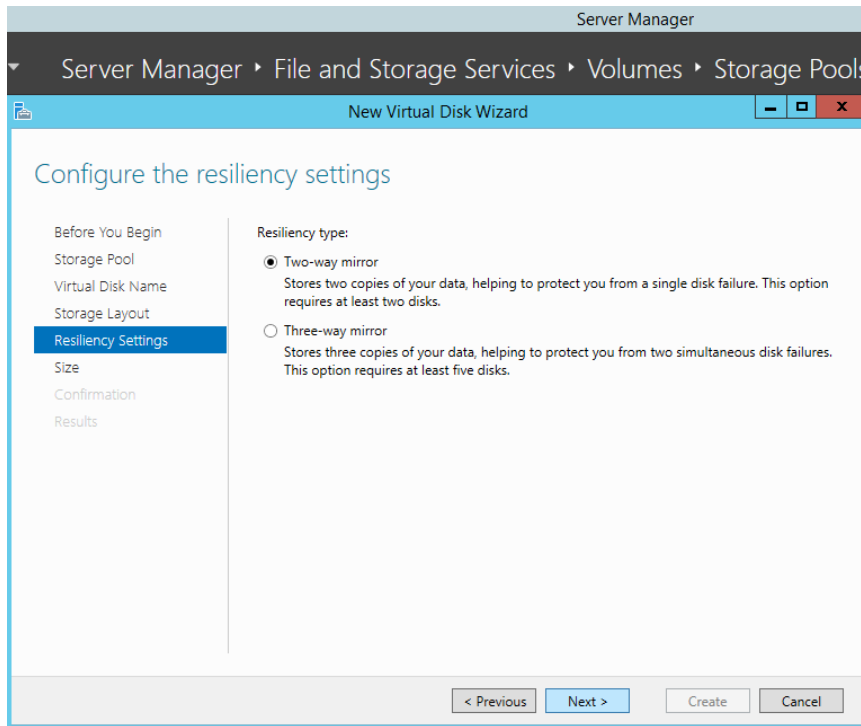 Server Manager
Server Manager ‣ File and Storage Services ‣ Volumes ‣ Storage Pools
New Virtual Disk Wizard
Configure the resiliency settings
Before You Begin
Storage Pool
Virtual Disk Name
Storage Layout
Resiliency Settings
Size
Confirmation
Results
Resiliency type:
Two-way mirror
Stores two copies of your data, helping to protect you from a single disk failure. This option
requires at least two disks.
Three-way mirror
Stores three copies of your data, helping to protect you from two simultaneous disk failures.
This option requires at least five disks.
< Previous
Next >
Create
Cancel